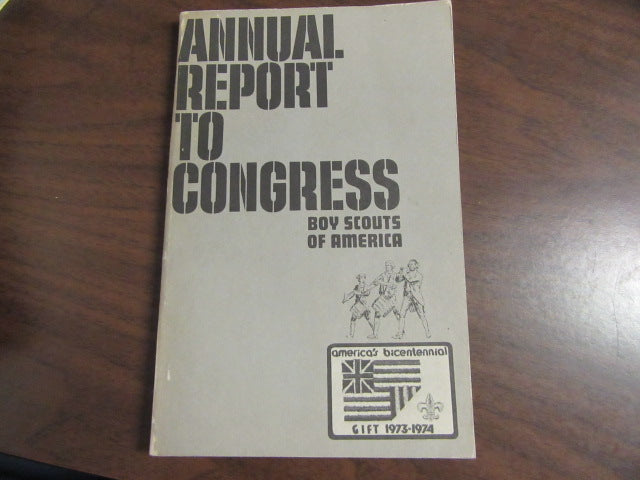 ANNUAL
REPORT
TO
CONGRESS
BOY SCOUTS
OF AMERICA
america's bicentennial
GIFT 1973-1974